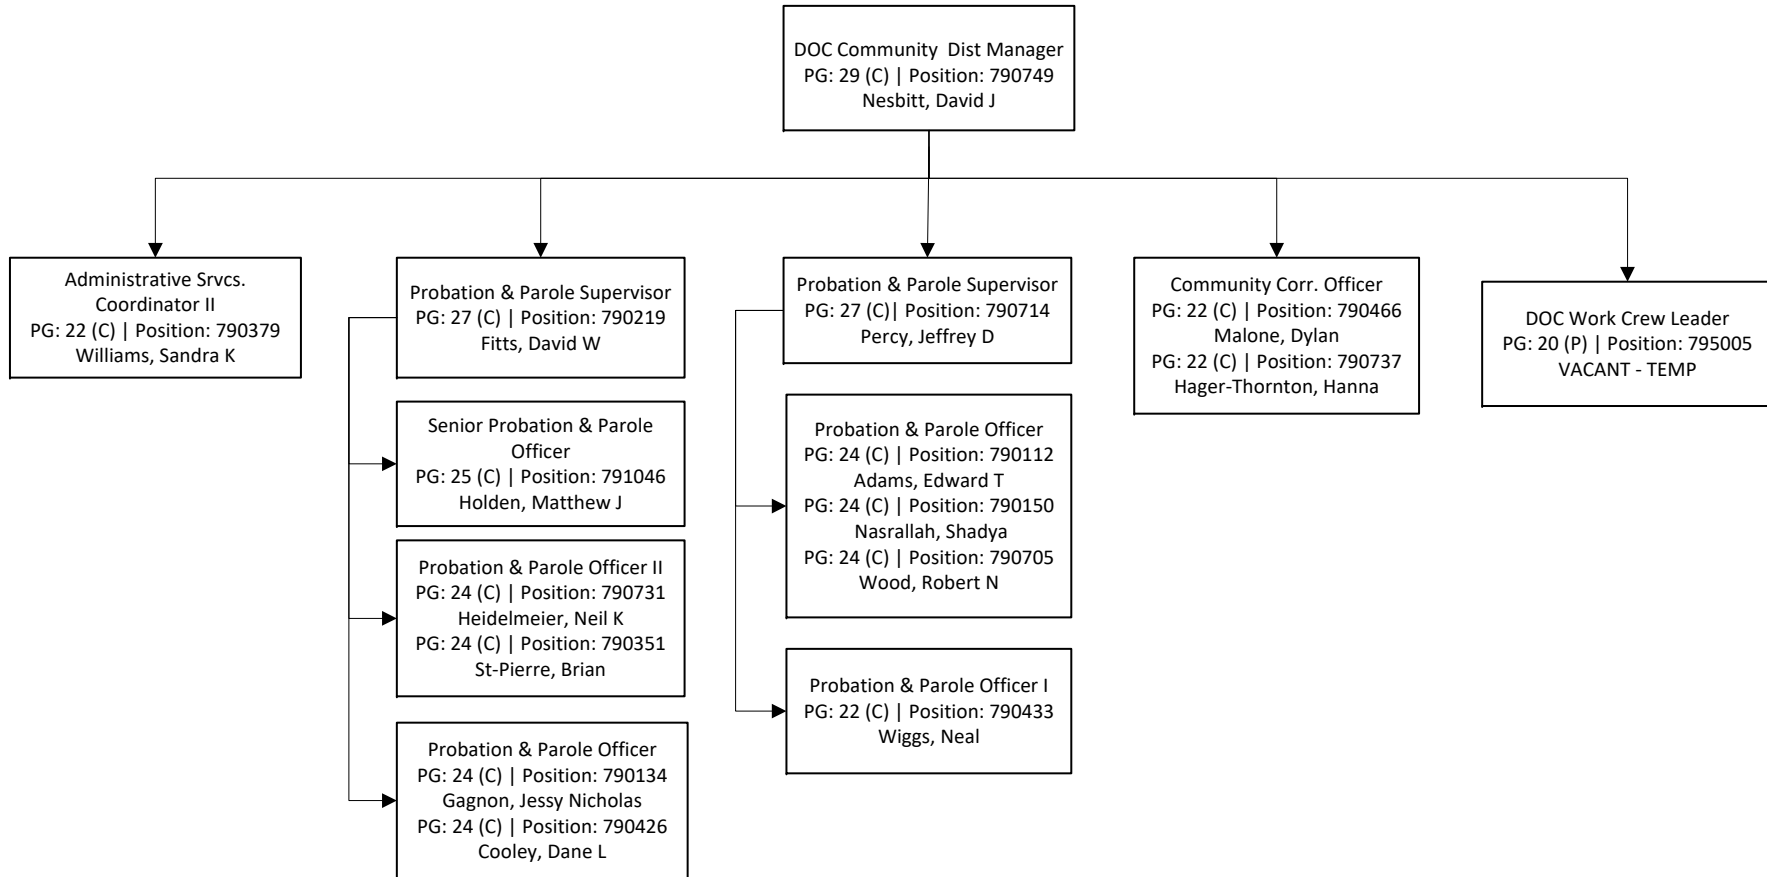 DOC Community  Dist Manager
PG: 29 (C) | Position: 790749
Nesbitt, David J
Administrative Srvcs.
Coordinator II
PG: 22 (C) | Position: 790379
Williams, Sandra K
Probation & Parole Supervisor
PG: 27 (C) | Position: 790219
Fitts, David W
Senior Probation & Parole
Officer
PG: 25 (C) | Position: 791046
Holden, Matthew J
Probation & Parole Officer II
PG: 24 (C) | Position: 790731
Heidelmeier, Neil K
PG: 24 (C) | Position: 790351
St-Pierre, Brian
Probation & Parole Officer
PG: 24 (C) | Position: 790134
Gagnon, Jessy Nicholas
PG: 24 (C) | Position: 790426
Cooley, Dane L
Probation & Parole Supervisor
PG: 27 (C)| Position: 790714
Percy, Jeffrey D
Probation & Parole Officer
PG: 24 (C) | Position: 790112
Adams, Edward T
PG: 24 (C) | Position: 790150
Nasrallah, Shadya
PG: 24 (C) | Position: 790705
Wood, Robert N
Probation & Parole Officer I
PG: 22 (C) | Position: 790433
Wiggs, Neal
Community Corr. Officer
PG: 22 (C) | Position: 790466
Malone, Dylan
PG: 22 (C) | Position: 790737
Hager-Thornton, Hanna
DOC Work Crew Leader
PG: 20 (P) | Position: 795005
VACANT - TEMP